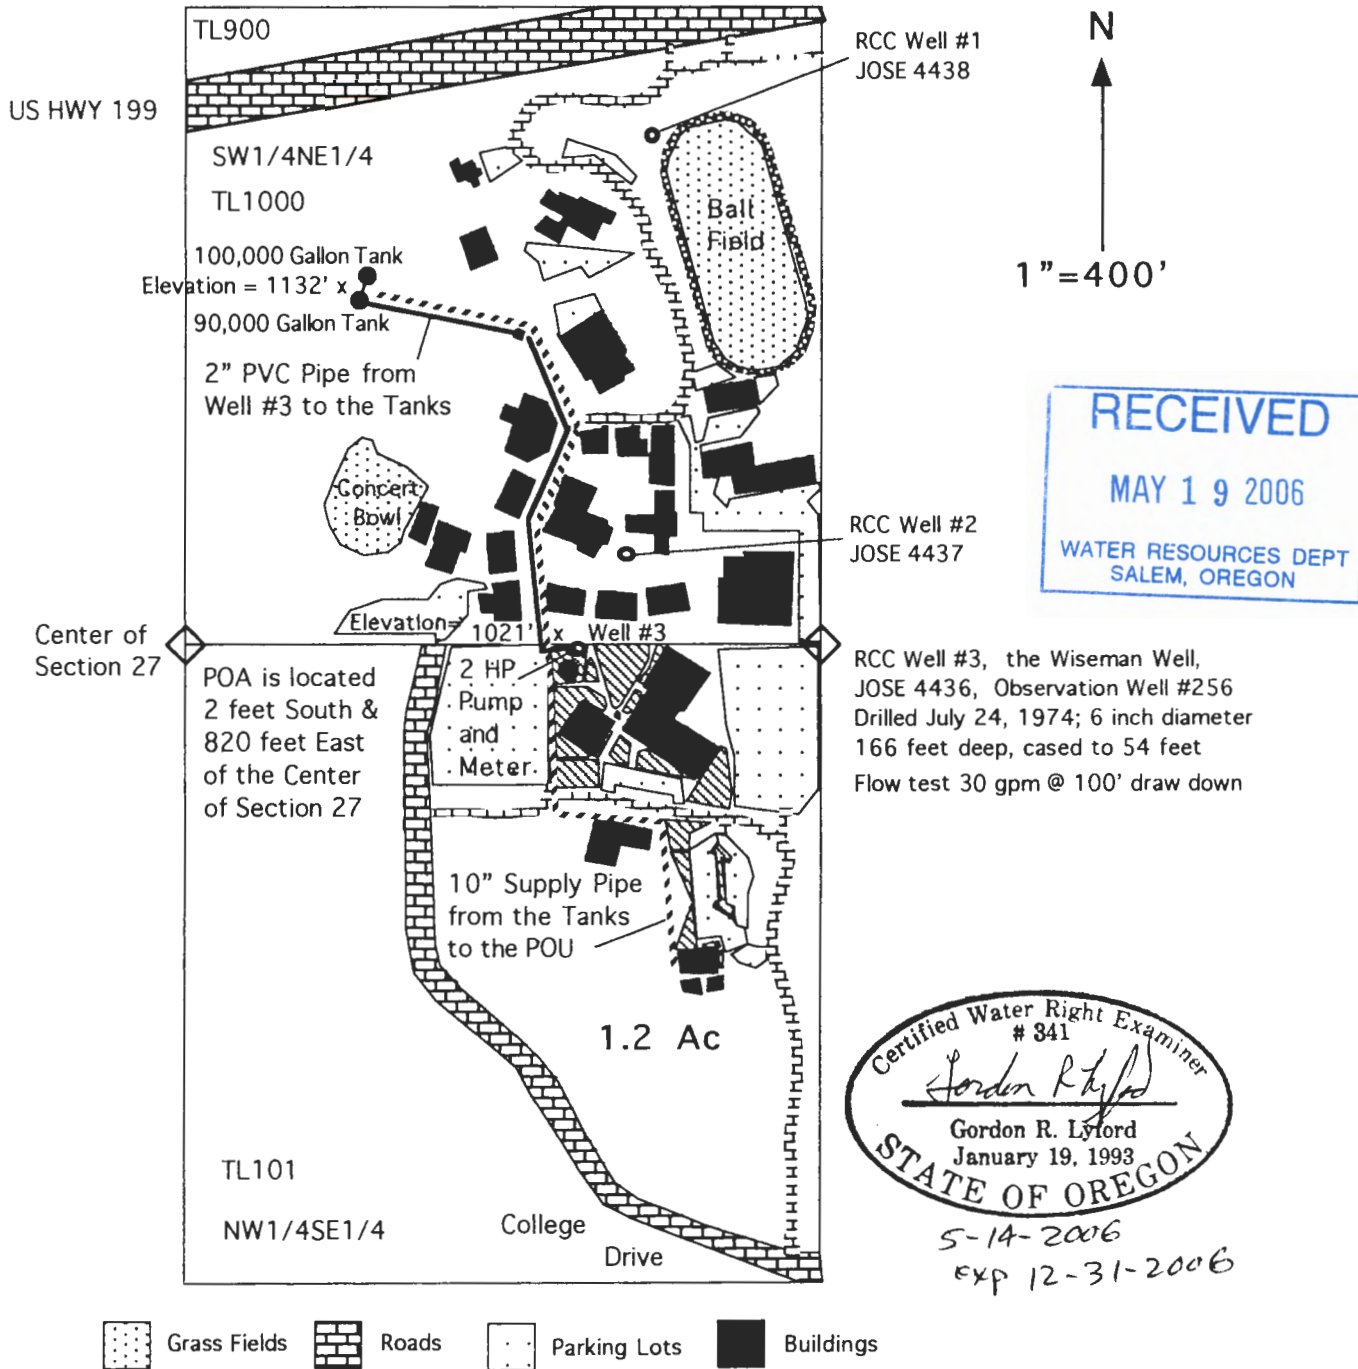 TL900
US HWY 199
SW1/4NE1/4
TL1000
RCC Well #1
JOSE 4438
N
1"=400'
Ball
Field
100,000 Gallon Tank
Elevation = 1132' x
90,000 Gallon Tank
2" PVC Pipe from
Well #3 to the Tanks
Concert
Bowl
RCC Well #2
JOSE 4437
RECEIVED
MAY 19 2006
WATER RESOURCES DEPT
SALEM, OREGON
Elevation= 1021' x Well #3
Center of
Section 27
POA is located
2 feet South &
820 feet East
of the Center
of Section 27
2 HP
Pump
and
Meter
RCC Well #3, the Wiseman Well,
JOSE 4436, Observation Well #256
Drilled July 24, 1974; 6 inch diameter
166 feet deep, cased to 54 feet
Flow test 30 gpm @ 100' draw down
10" Supply Pipe
from the Tanks
to the POU
1.2 Ac
Certified Water Right Examiner
# 341
Gordon R Lyford
Gordon R. Lyford
January 19, 1993
STATE OF OREGON
5-14-2006
exp 12-31-2006
TL101
NW1/4SE1/4
College
Drive
Grass Fields
Roads
Parking Lots
Buildings